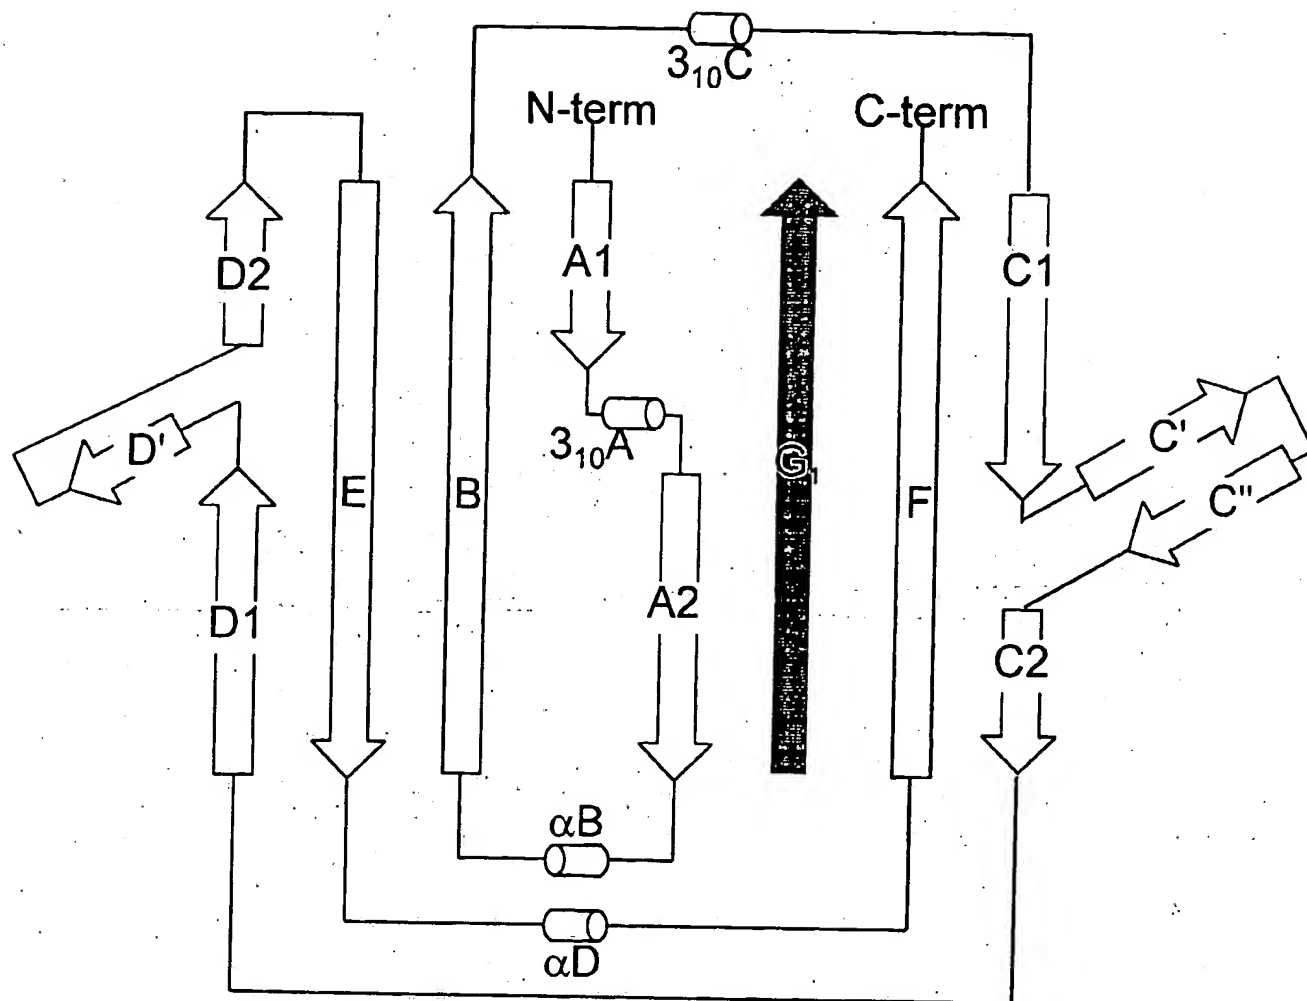 3₁₀C
N-term
C-term
D2
A1
C1
3₁₀A
D'
C'
E
B
G₁
F
C"
D1
A2
C2
αB
αD